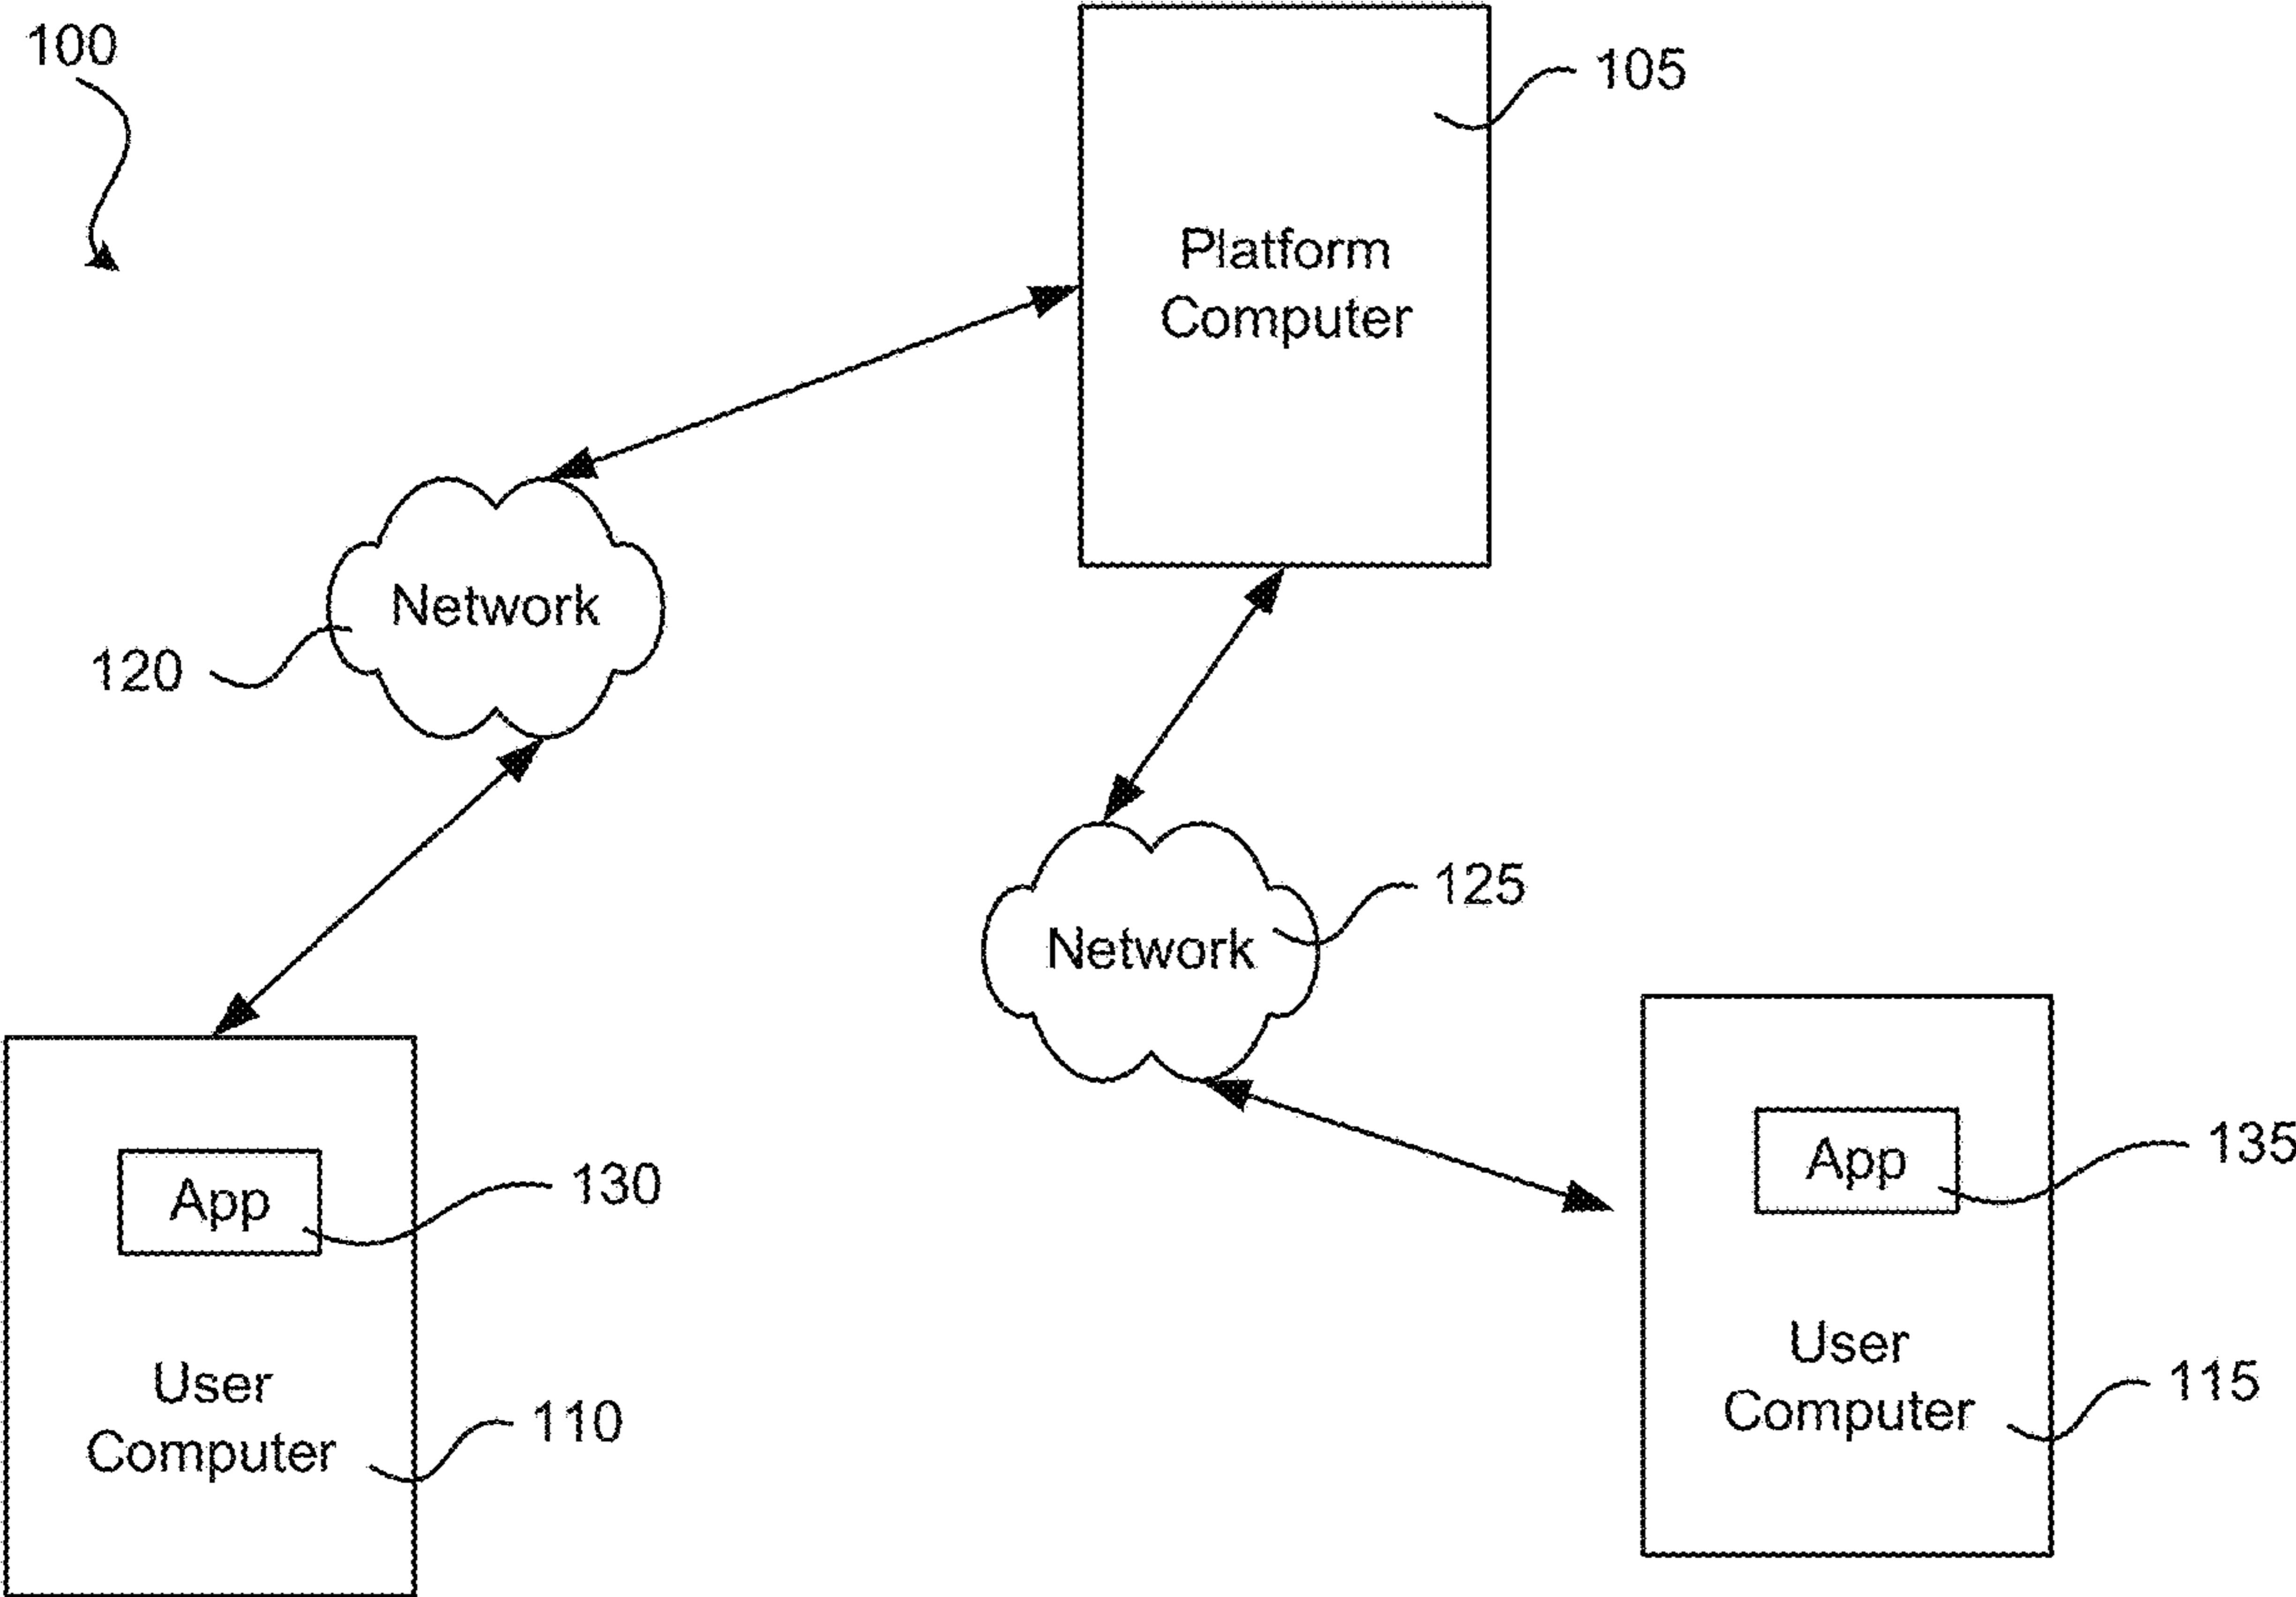 100
105
Platform
Computer
Network
120
125
Network
App
130
App
135
User
Computer
110
User
Computer
115